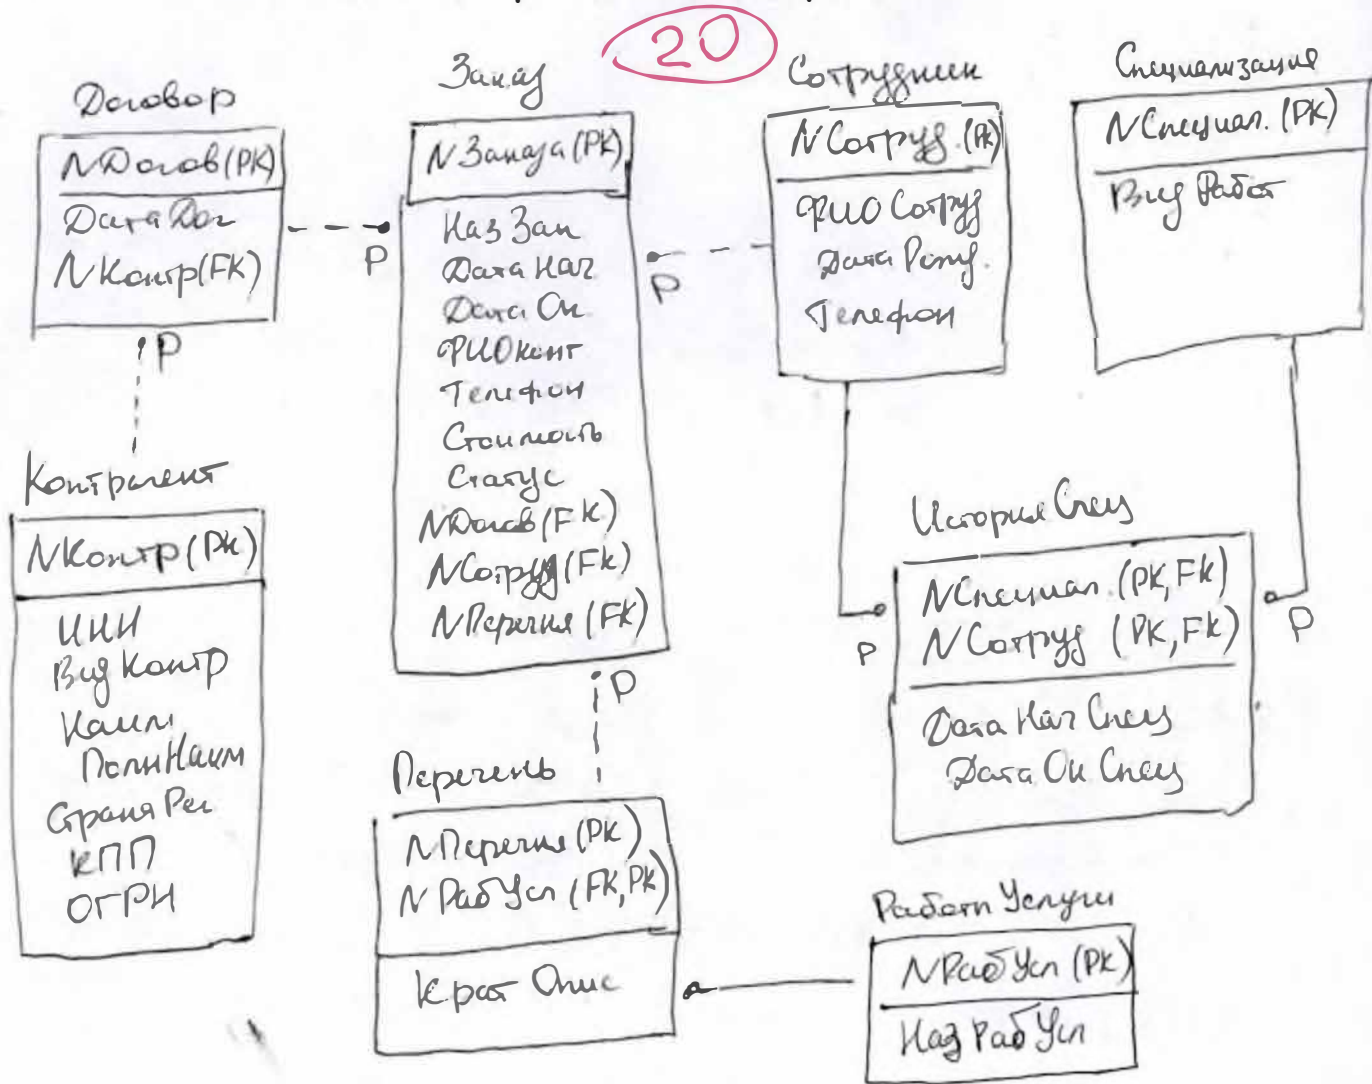 20
Договор
NДогов(PK)
ДатаДог
NКонтр(FK)
P
Заказ
NЗаказа(PK)
НазЗак
ДатаНач
ДатаОк
ФИОконт
Телефон
Стоимость
Статус
NДогов(FK)
NСотруд(FK)
NПеречня(FK)
P
P
P
Сотрудник
NСотруд.(PK)
ФИОСотруд
ДатаРожд.
Телефон
Специализация
NСпециал.(PK)
ВидРабот
Контрагент
NКонтр(PK)
ИНН
ВидКонтр
Наим
ПолнНаим
СтранаРег
КПП
ОГРН
ИсторияСпец
NСпециал.(PK,FK)
NСотруд (PK,FK)
ДатаНачСпец
ДатаОкСпец
P
P
Перечень
NПеречня(PK)
NРабУсл(FK,PK)
КратОпис
РаботыУслуги
NРабУсл(PK)
НазРабУсл